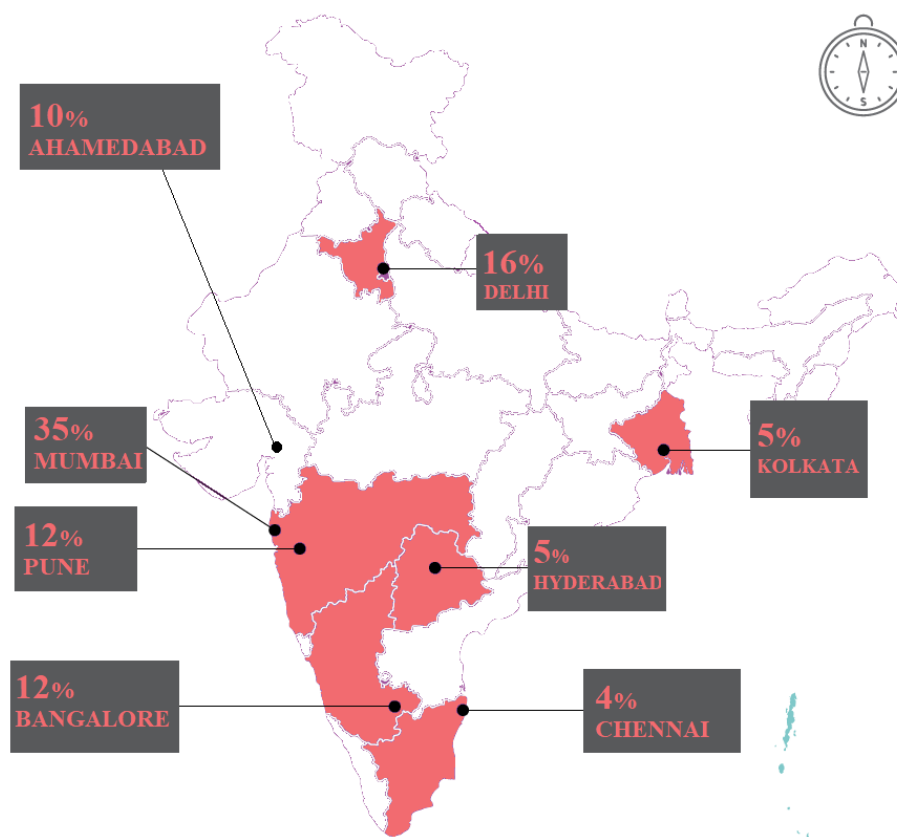 N
S
10%
AHAMEDABAD
16%
DELHI
35%
MUMBAI
5%
KOLKATA
12%
PUNE
5%
HYDERABAD
12%
BANGALORE
4%
CHENNAI